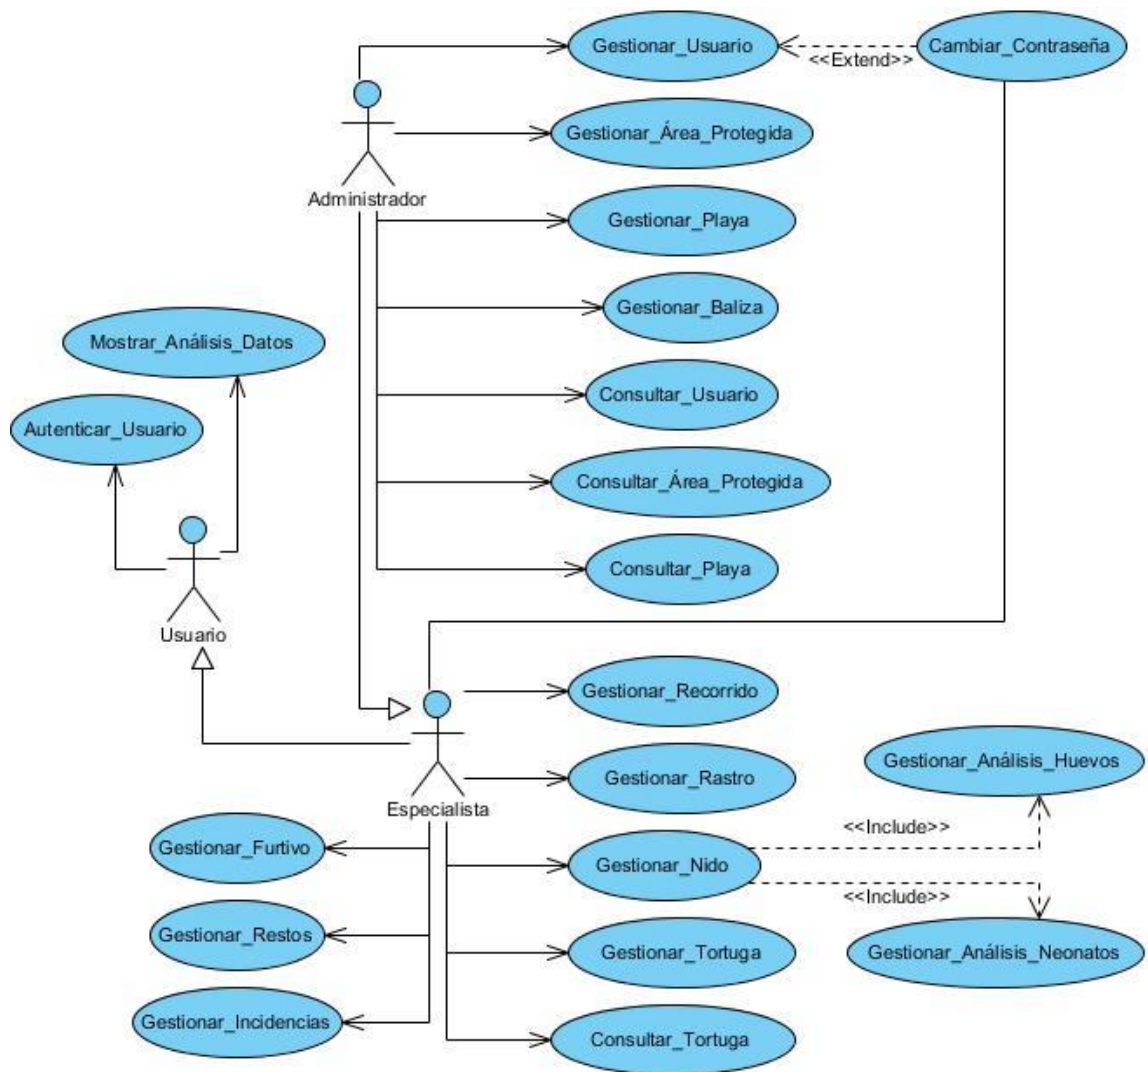 Gestionar_Usuario
Cambiar_Contraseña
<<Extend>>
Gestionar_Área_Protegida
Administrador
Gestionar_Playa
Gestionar_Baliza
Mostrar_Análisis_Datos
Consultar_Usuario
Autenticar_Usuario
Consultar_Área_Protegida
Consultar_Playa
Usuario
Gestionar_Recorrido
Gestionar_Rastro
Gestionar_Análisis_Huevos
Especialista
<<Include>>
Gestionar_Furtivo
Gestionar_Nido
<<Include>>
Gestionar_Restos
Gestionar_Tortuga
Gestionar_Análisis_Neonatos
Gestionar_Incidencias
Consultar_Tortuga